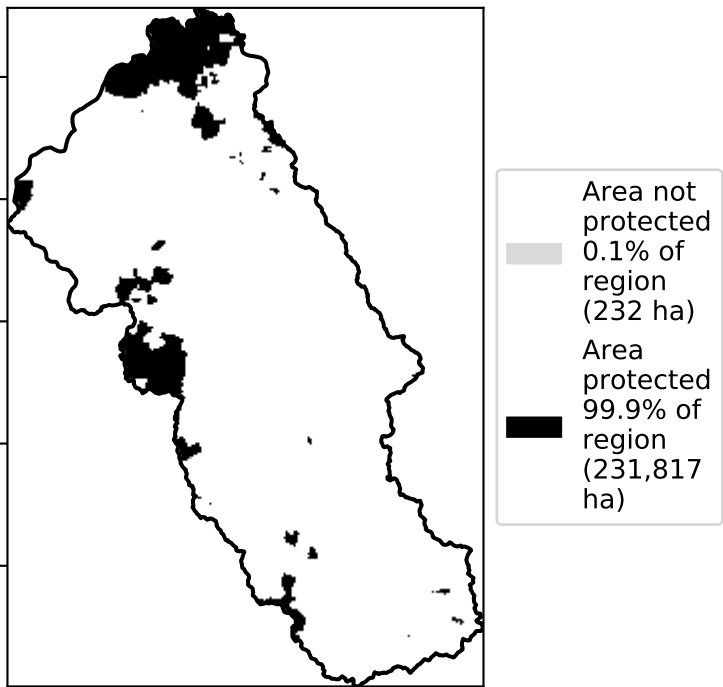 Area not
protected
0.1% of
region
(232 ha)
Area
protected
99.9% of
region
(231,817
ha)